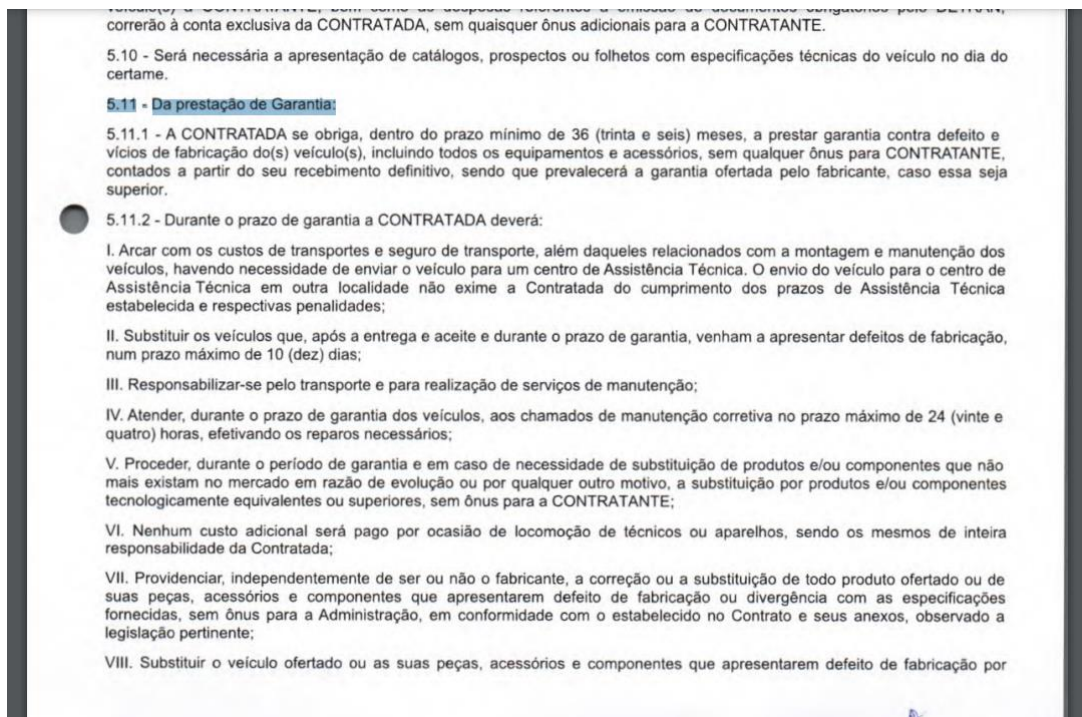 veículo(s) à CONTRATANTE, bem como as despesas referentes à emissão de documentos obrigatórios pelo DETRAN,
correrão à conta exclusiva da CONTRATADA, sem quaisquer ônus adicionais para a CONTRATANTE.
5.10 - Será necessária a apresentação de catálogos, prospectos ou folhetos com especificações técnicas do veículo no dia do
certame.
5.11 - Da prestação de Garantia:
5.11.1 - A CONTRATADA se obriga, dentro do prazo mínimo de 36 (trinta e seis) meses, a prestar garantia contra defeito e
vícios de fabricação do(s) veículo(s), incluindo todos os equipamentos e acessórios, sem qualquer ônus para CONTRATANTE,
contados a partir do seu recebimento definitivo, sendo que prevalecerá a garantia ofertada pelo fabricante, caso essa seja
superior.
5.11.2 - Durante o prazo de garantia a CONTRATADA deverá:
I. Arcar com os custos de transportes e seguro de transporte, além daqueles relacionados com a montagem e manutenção dos
veículos, havendo necessidade de enviar o veículo para um centro de Assistência Técnica. O envio do veículo para o centro de
Assistência Técnica em outra localidade não exime a Contratada do cumprimento dos prazos de Assistência Técnica
estabelecida e respectivas penalidades;
II. Substituir os veículos que, após a entrega e aceite e durante o prazo de garantia, venham a apresentar defeitos de fabricação,
num prazo máximo de 10 (dez) dias;
III. Responsabilizar-se pelo transporte e para realização de serviços de manutenção;
IV. Atender, durante o prazo de garantia dos veículos, aos chamados de manutenção corretiva no prazo máximo de 24 (vinte e
quatro) horas, efetivando os reparos necessários;
V. Proceder, durante o período de garantia e em caso de necessidade de substituição de produtos e/ou componentes que não
mais existam no mercado em razão de evolução ou por qualquer outro motivo, a substituição por produtos e/ou componentes
tecnologicamente equivalentes ou superiores, sem ônus para a CONTRATANTE;
VI. Nenhum custo adicional será pago por ocasião de locomoção de técnicos ou aparelhos, sendo os mesmos de inteira
responsabilidade da Contratada;
VII. Providenciar, independentemente de ser ou não o fabricante, a correção ou a substituição de todo produto ofertado ou de
suas peças, acessórios e componentes que apresentarem defeito de fabricação ou divergência com as especificações
fornecidas, sem ônus para a Administração, em conformidade com o estabelecido no Contrato e seus anexos, observado a
legislação pertinente;
VIII. Substituir o veículo ofertado ou as suas peças, acessórios e componentes que apresentarem defeito de fabricação por